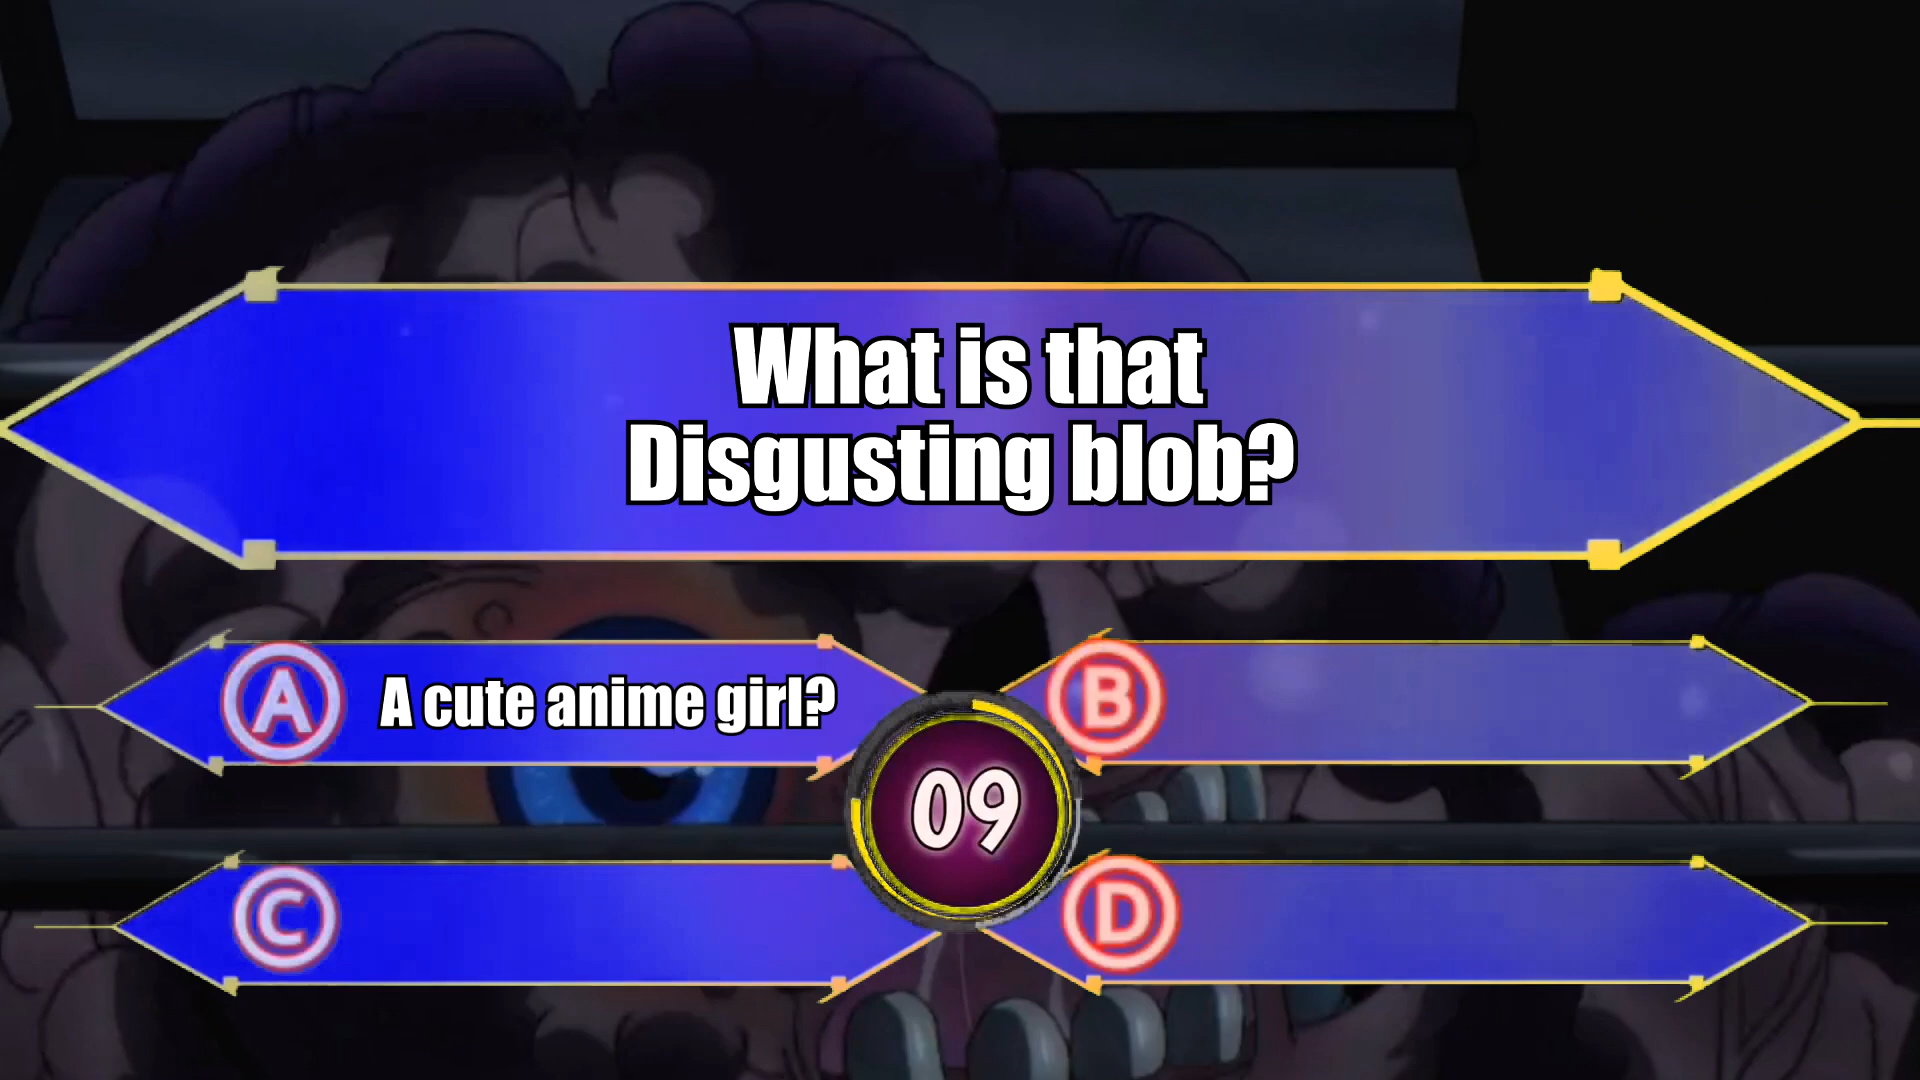 What is that
Disgusting blob?
A A cute anime girl?
B
09
C
D